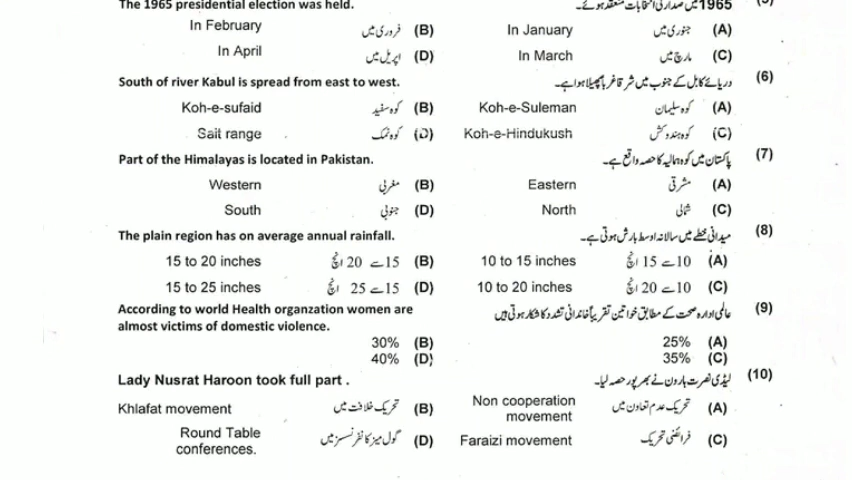 The 1965 presidential election was held. 1965 میں صدارتی انتخابات منعقد ہوئے۔ (5)
In February فروری میں (B) In January جنوری میں (A)
In April اپریل میں (D) In March مارچ میں (C)
South of river Kabul is spread from east to west. دریائے کابل کے جنوب میں شرقاً غرباً پھیلا ہوا ہے۔ (6)
Koh-e-sufaid کوہ سفید (B) Koh-e-Suleman کوہ سلیمان (A)
Sait range کوہ نمک (D) Koh-e-Hindukush کوہ ہندوکش (C)
Part of the Himalayas is located in Pakistan. پاکستان میں کوہ ہمالیہ کا حصہ واقع ہے۔ (7)
Western مغربی (B) Eastern مشرقی (A)
South جنوبی (D) North شمالی (C)
The plain region has on average annual rainfall. میدانی خطے میں سالانہ اوسط بارش ہوتی ہے۔ (8)
15 to 20 inches 15 سے 20 انچ (B) 10 to 15 inches 10 سے 15 انچ (A)
15 to 25 inches 15 سے 25 انچ (D) 10 to 20 inches 10 سے 20 انچ (C)
According to world Health organzation women are عالمی ادارہ صحت کے مطابق خواتین تقریباً خاندانی تشدد کا شکار ہوتی ہیں (9)
almost victims of domestic violence.
30% (B) 25% (A)
40% (D) 35% (C)
Lady Nusrat Haroon took full part . لیڈی نصرت ہارون نے بھرپور حصہ لیا۔ (10)
Khlafat movement تحریک خلافت میں (B) Non cooperation تحریک عدم تعاون میں (A)
movement
Round Table گول میز کانفرنسز میں (D) Faraizi movement فرائضی تحریک (C)
conferences.